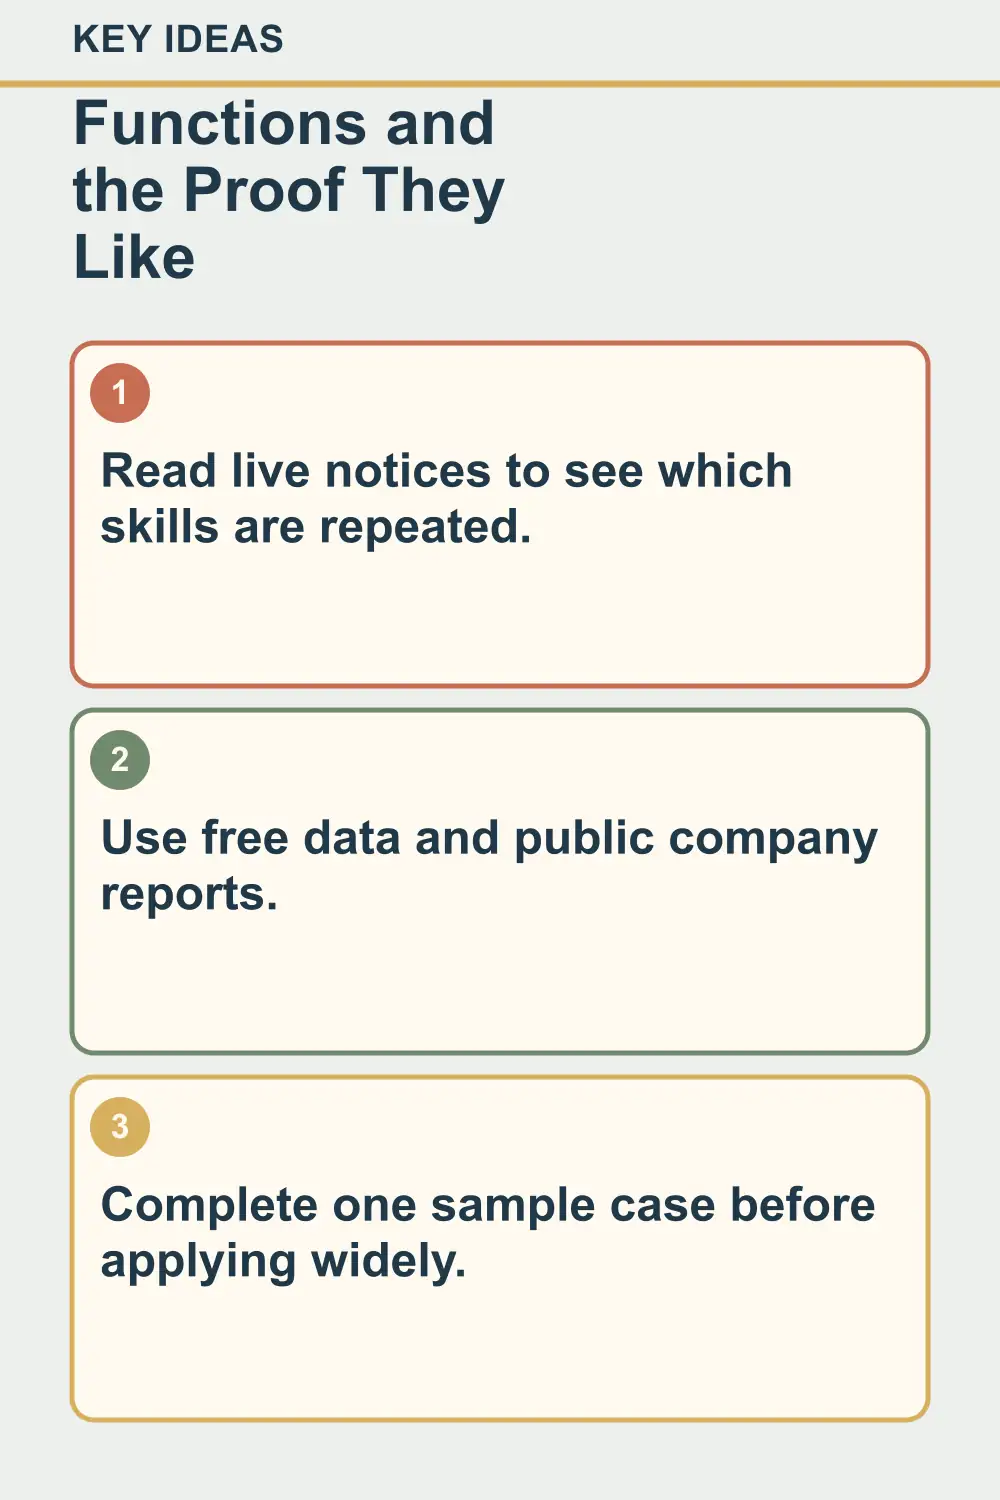 KEY IDEAS
Functions and
the Proof They
Like
1
Read live notices to see which
skills are repeated.
2
Use free data and public company
reports.
3
Complete one sample case before
applying widely.